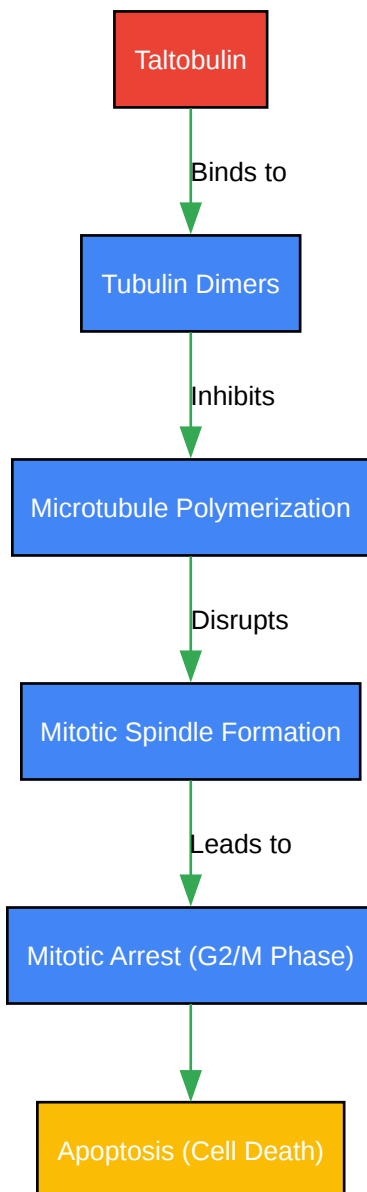 Taltobulin
Binds to
Tubulin Dimers
Inhibits
Microtubule Polymerization
Disrupts
Mitotic Spindle Formation
Leads to
Mitotic Arrest (G2/M Phase)
Apoptosis (Cell Death)